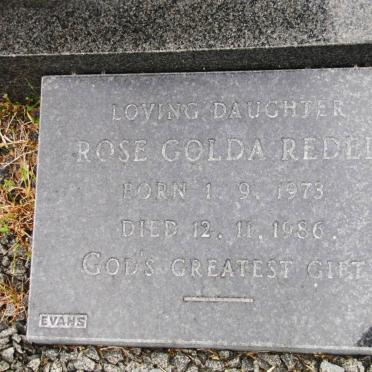 LOVING DAUGHTER
ROSE GOLDA
BORN 1. 9. 1973
DIED 12. 11. 1986.
GOD'S GREATEST GIFT
EVANS